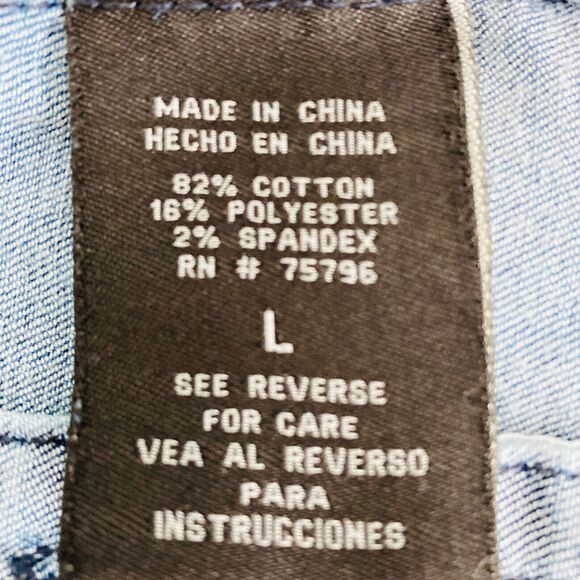 MADE IN CHINA
HECHO EN CHINA
82% COTTON
16% POLYESTER
2% SPANDEX
RN # 75796
L
SEE REVERSE
FOR CARE
VEA AL REVERSO
PARA
INSTRUCCIONES